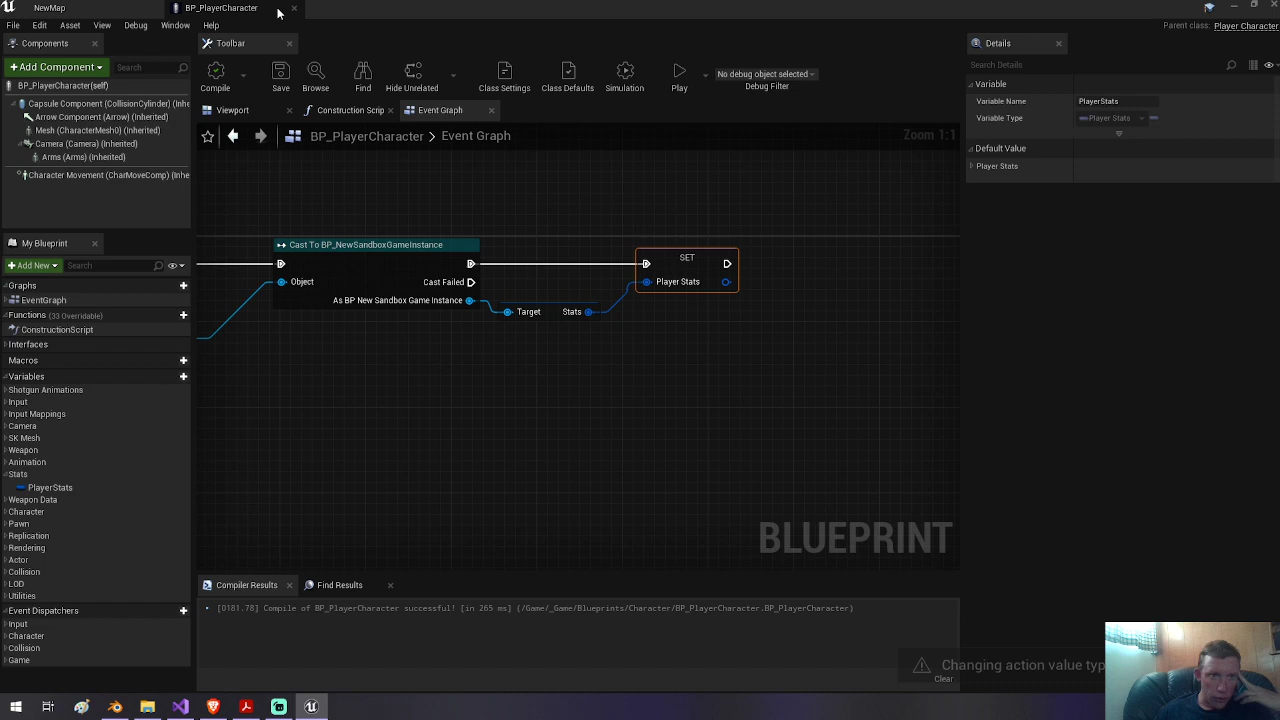 NewMap
BP_PlayerCharacter
File Edit Asset View Debug Window Help
Parent class: Player Character
Components
Toolbar
Details
+Add Component
Search
Search Details
BP_PlayerCharacter(self)
Compile Save Browse Find Hide Unrelated Class Settings Class Defaults Simulation Play
No debug object selected
Debug Filter
Variable
Variable Name PlayerStats
Variable Type Player Stats
Default Value
Player Stats
Capsule Component (CollisionCylinder) (Inhe
Arrow Component (Arrow) (Inherited)
Mesh (CharacterMesh0) (Inherited)
Camera (Camera) (Inherited)
Arms (Arms) (Inherited)
Character Movement (CharMoveComp) (Inhe
Viewport
Construction Scrip
Event Graph
BP_PlayerCharacter > Event Graph
Zoom 1:1
My Blueprint
+Add New
Search
Graphs
EventGraph
Functions (33 Overridable)
ConstructionScript
Interfaces
Macros
Variables
Shotgun Animations
Input
Input Mappings
Camera
SK Mesh
Weapon
Animation
Stats
PlayerStats
Weapon Data
Character
Pawn
Replication
Rendering
Actor
Collision
LOD
Utilities
Event Dispatchers
Input
Character
Collision
Game
Cast To BP_NewSandboxGameInstance
Object
Cast Failed
As BP New Sandbox Game Instance
Target Stats
SET
Player Stats
BLUEPRINT
Compiler Results
Find Results
[0181.78] Compile of BP_PlayerCharacter successful! [in 265 ms] (/Game/_Game/Blueprints/Character/BP_PlayerCharacter.BP_PlayerCharacter)
Changing action value typ
Clear